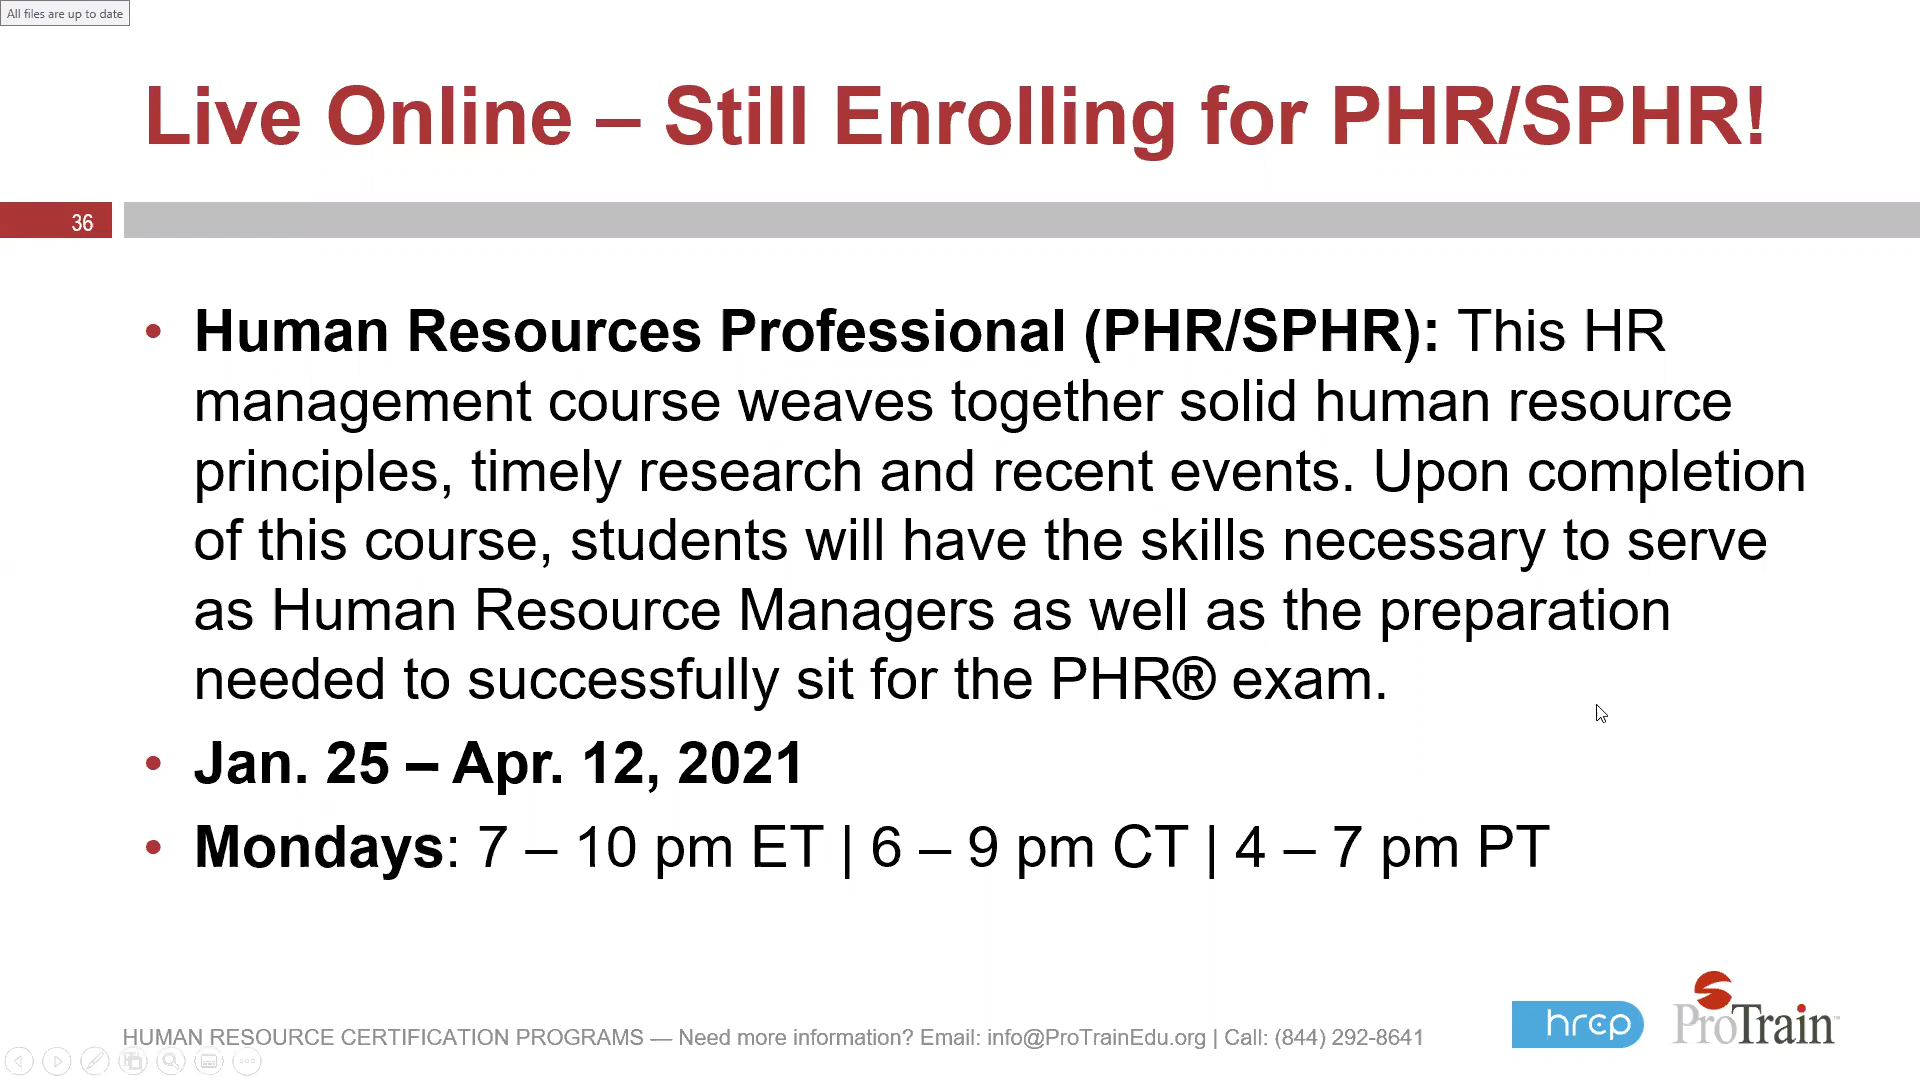 All files are up to date
Live Online – Still Enrolling for PHR/SPHR!
36
• Human Resources Professional (PHR/SPHR): This HR
management course weaves together solid human resource
principles, timely research and recent events. Upon completion
of this course, students will have the skills necessary to serve
as Human Resource Managers as well as the preparation
needed to successfully sit for the PHR® exam.
• Jan. 25 – Apr. 12, 2021
• Mondays: 7 – 10 pm ET | 6 – 9 pm CT | 4 – 7 pm PT
HUMAN RESOURCE CERTIFICATION PROGRAMS — Need more information? Email: info@ProTrainEdu.org | Call: (844) 292-8641
hrcp
ProTrain™